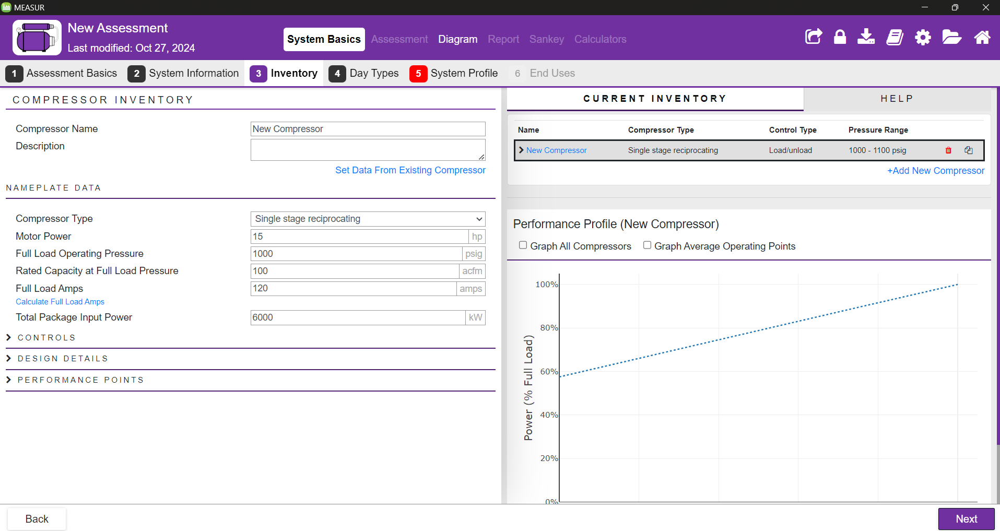 MEASUR
New Assessment
Last modified: Oct 27, 2024
System Basics Assessment Diagram Report Sankey Calculators
1 Assessment Basics 2 System Information 3 Inventory 4 Day Types 5 System Profile 6 End Uses
COMPRESSOR INVENTORY
Compressor Name New Compressor
Description
Set Data From Existing Compressor
NAMEPLATE DATA
Compressor Type Single stage reciprocating
Motor Power 15 hp
Full Load Operating Pressure 1000 psig
Rated Capacity at Full Load Pressure 100 acfm
Full Load Amps 120 amps
Calculate Full Load Amps
Total Package Input Power 6000 kW
CONTROLS
DESIGN DETAILS
PERFORMANCE POINTS
CURRENT INVENTORY HELP
Name Compressor Type Control Type Pressure Range
New Compressor Single stage reciprocating Load/unload 1000 - 1100 psig
+Add New Compressor
Performance Profile (New Compressor)
Graph All Compressors Graph Average Operating Points
Power (% Full Load)
100%
80%
60%
40%
20%
0%
Back Next